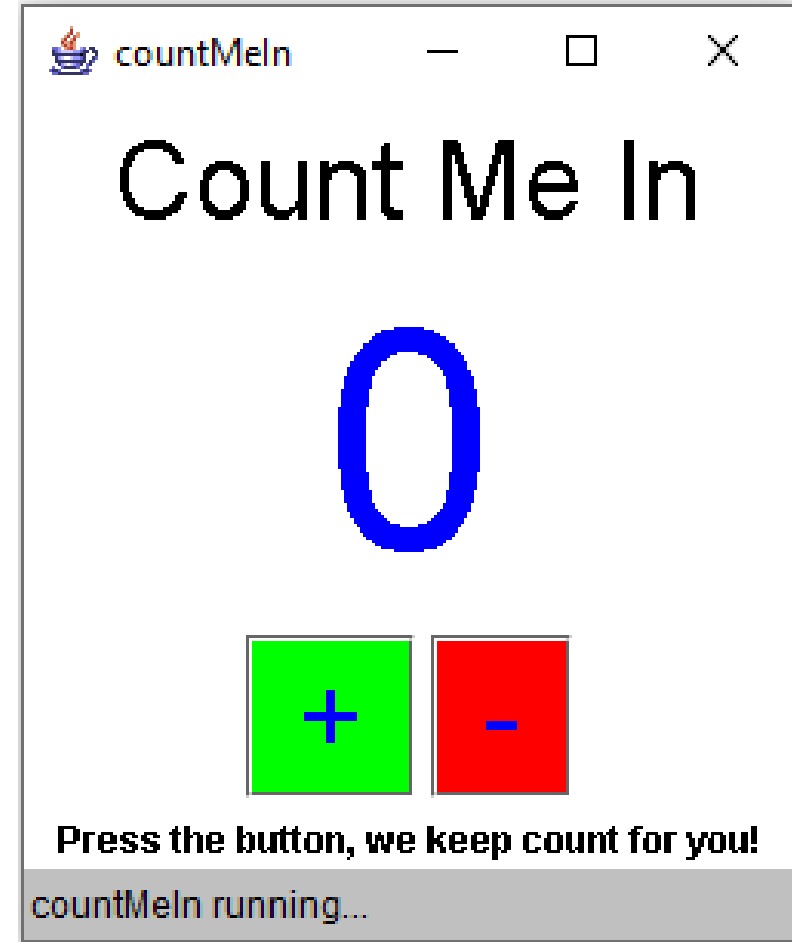 countMeIn
Count Me In
0
+ -
Press the button, we keep count for you!
countMeIn running...